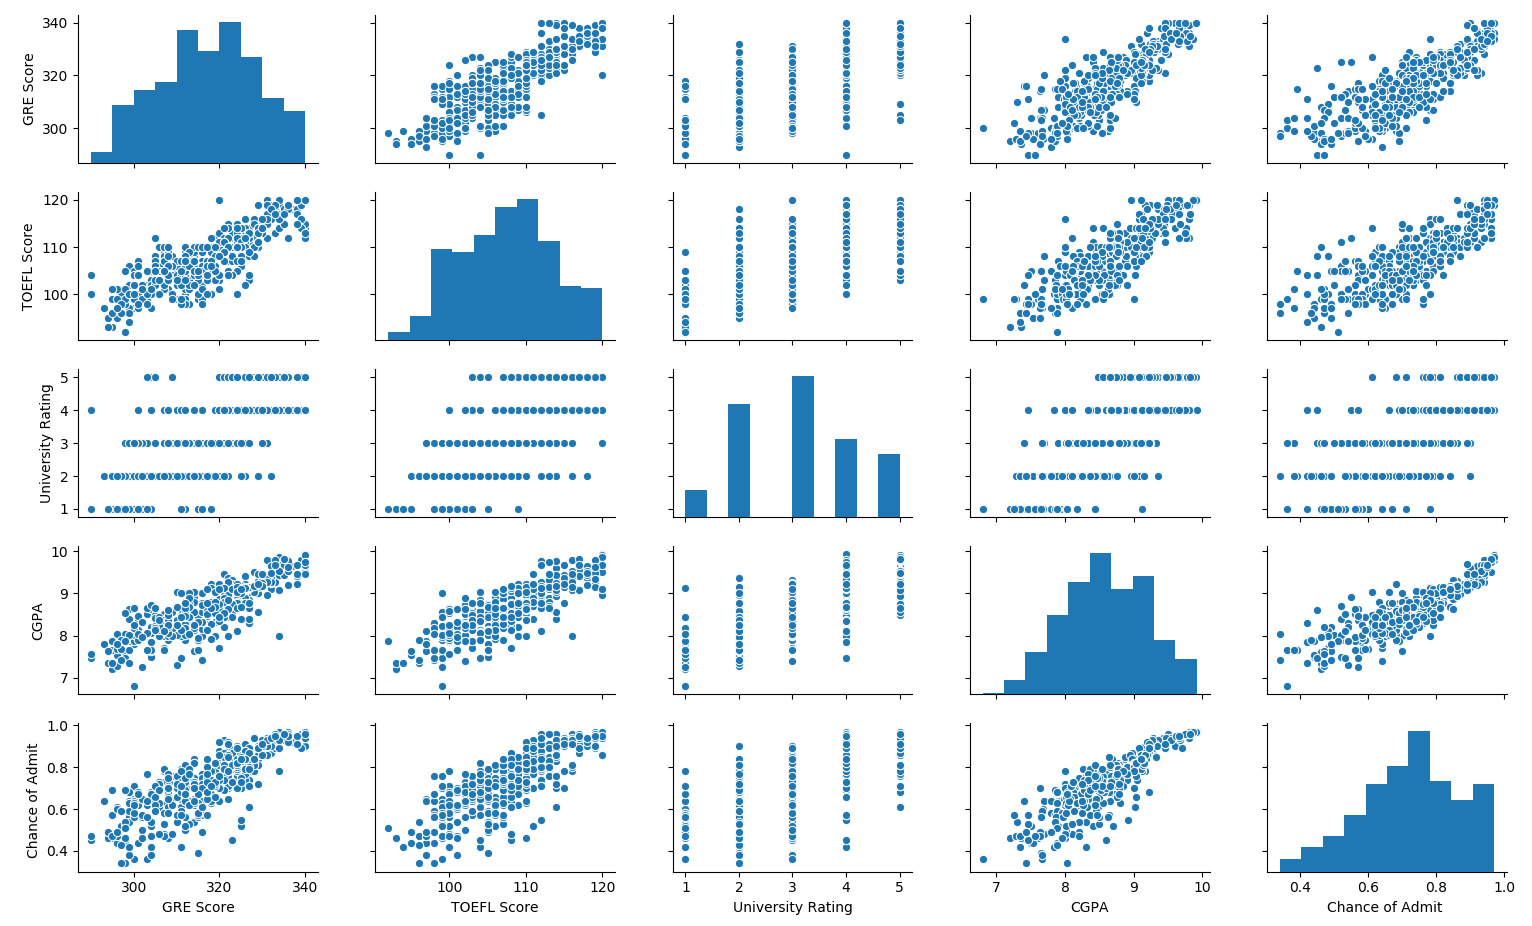 340
320
300
GRE Score
120
110
100
TOEFL Score
5
4
3
2
1
University Rating
10
9
8
7
CGPA
1.0
0.8
0.6
0.4
Chance of Admit
300 320 340
GRE Score
100 110 120
TOEFL Score
1 2 3 4 5
University Rating
7 8 9 10
CGPA
0.4 0.6 0.8 1.0
Chance of Admit